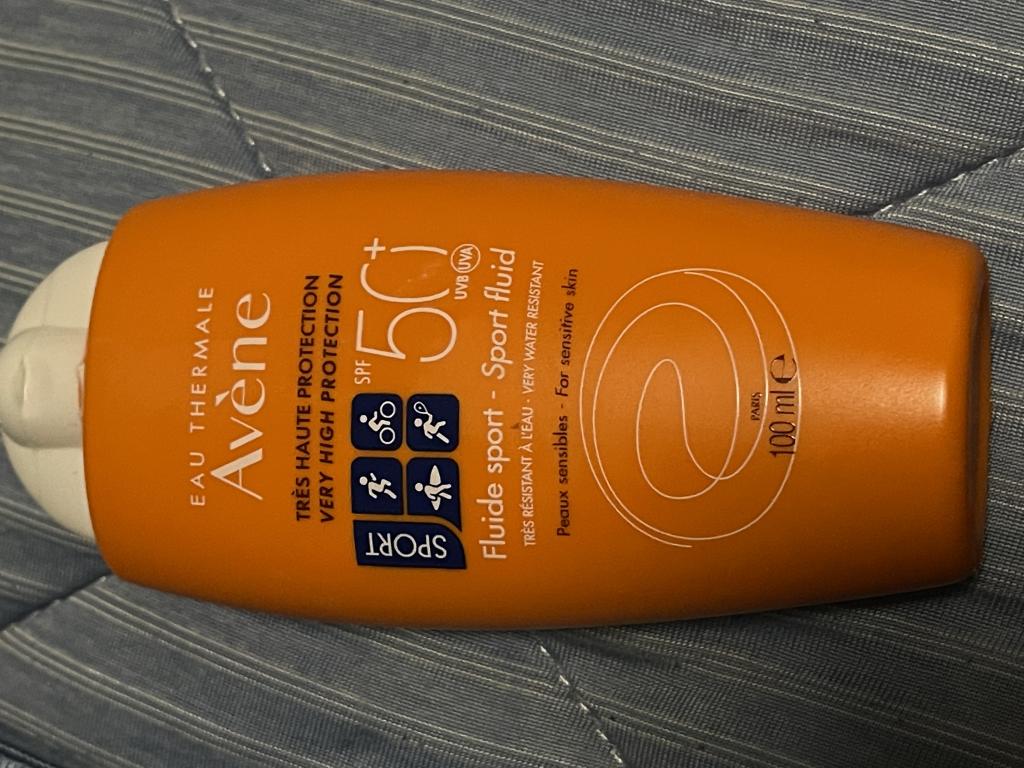 EAU THERMALE
Avène
TRÈS HAUTE PROTECTION
VERY HIGH PROTECTION
SPORT
SPF 50+
UVB UVA
Fluide sport - Sport fluid
TRÈS RÉSISTANT À L'EAU - VERY WATER RESISTANT
Peaux sensibles - For sensitive skin
PARIS
100 ml e